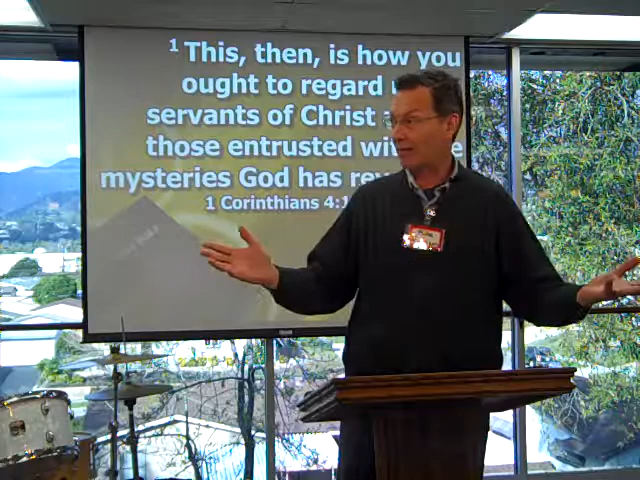 1 This, then, is how you
ought to regard
servants of Christ
those entrusted
mysteries God has
1 Corinthians 4:1